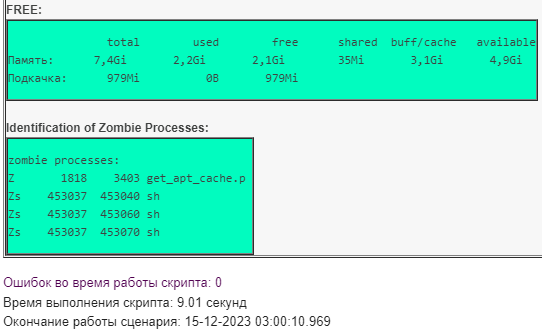 FREE:
total used free shared buff/cache available
Память: 7,4Gi 2,2Gi 2,1Gi 35Mi 3,1Gi 4,9Gi
Подкачка: 979Mi 0B 979Mi
Identification of Zombie Processes:
zombie processes:
Z 1818 3403 get_apt_cache.p
Zs 453037 453040 sh
Zs 453037 453060 sh
Zs 453037 453070 sh
Ошибок во время работы скрипта: 0
Время выполнения скрипта: 9.01 секунд
Окончание работы сценария: 15-12-2023 03:00:10.969